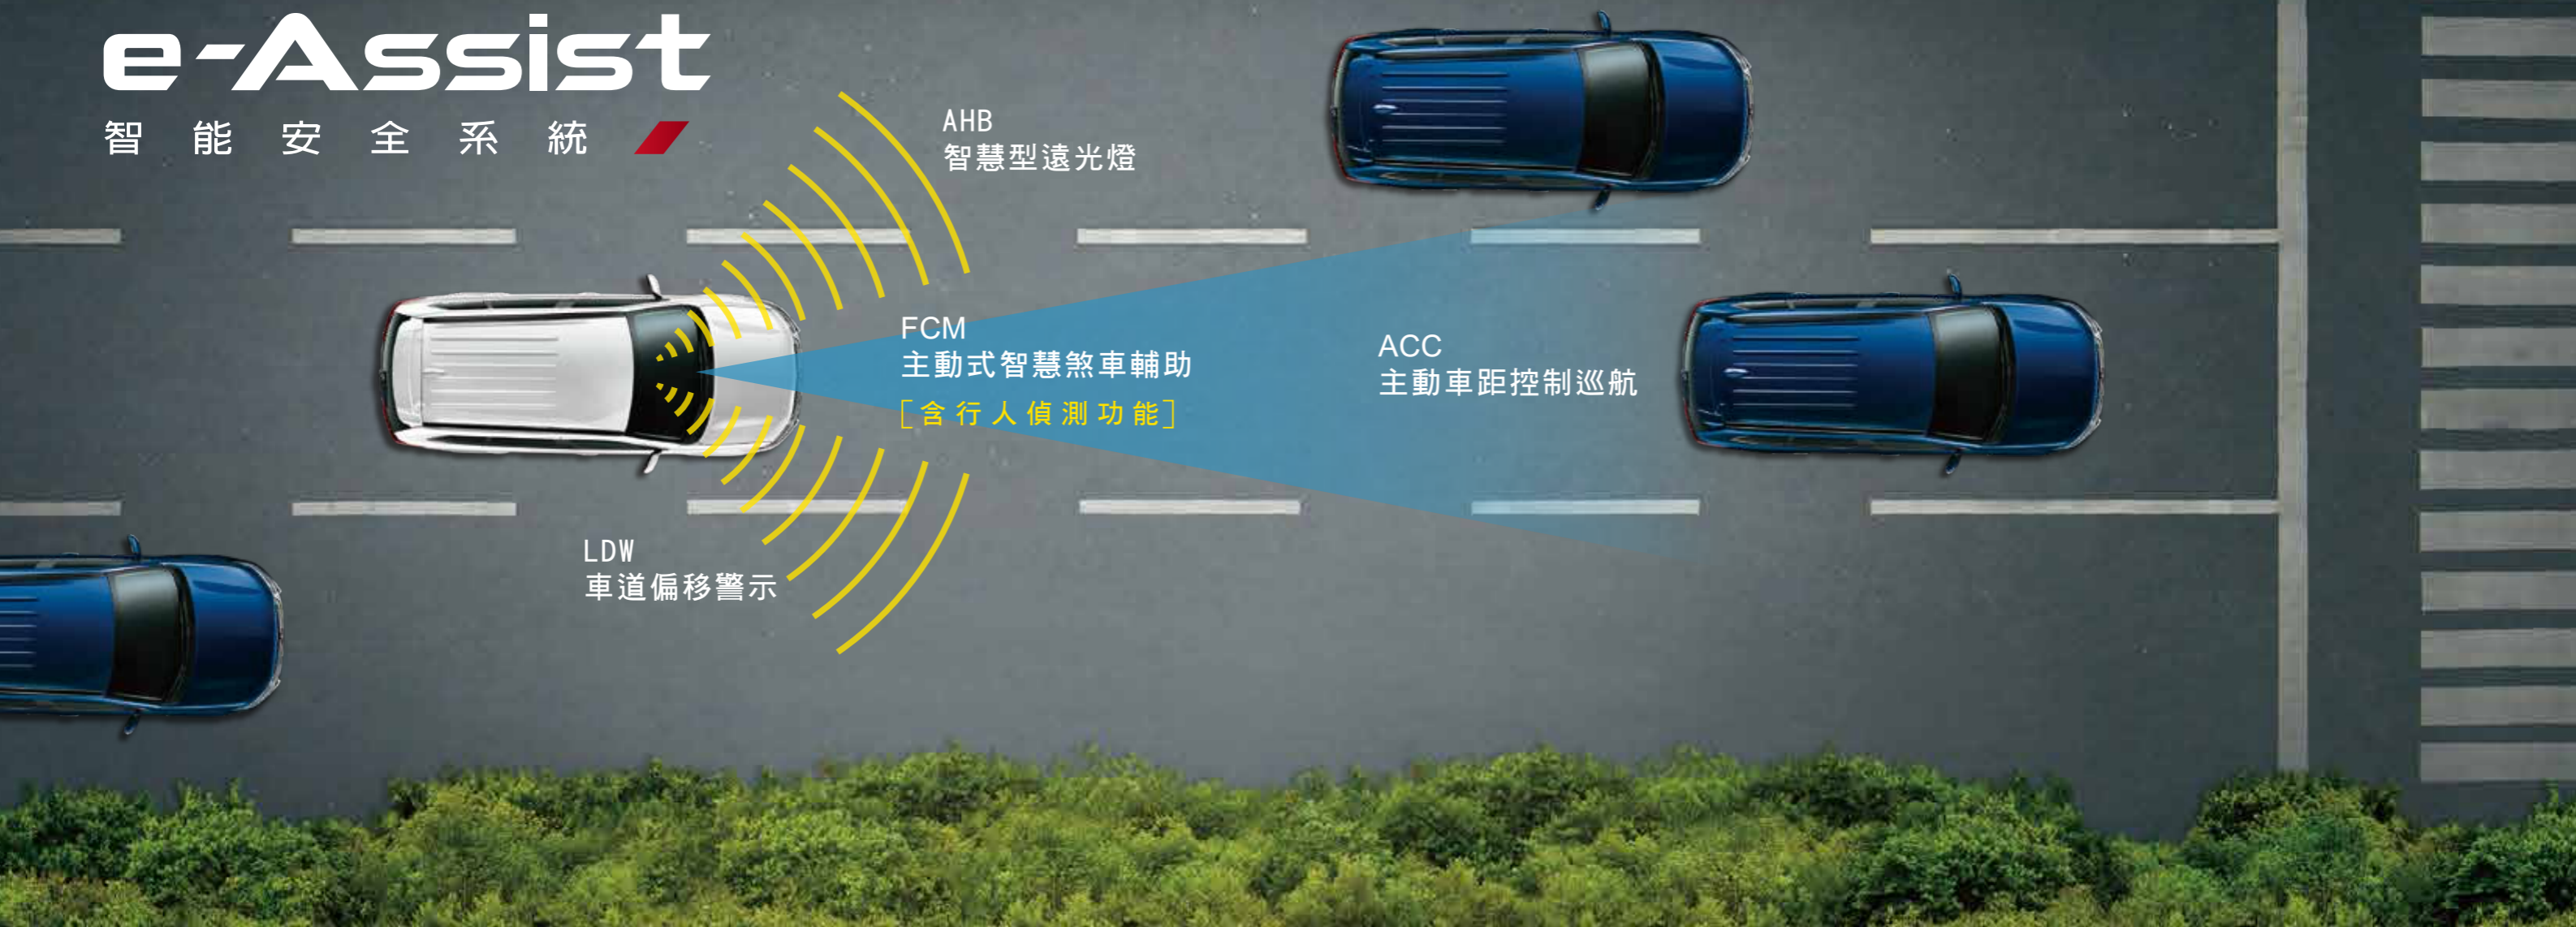 e-Assist
智能安全系統
AHB
智慧型遠光燈
FCM
主動式智慧煞車輔助
[含行人偵測功能]
ACC
主動車距控制巡航
LDW
車道偏移警示